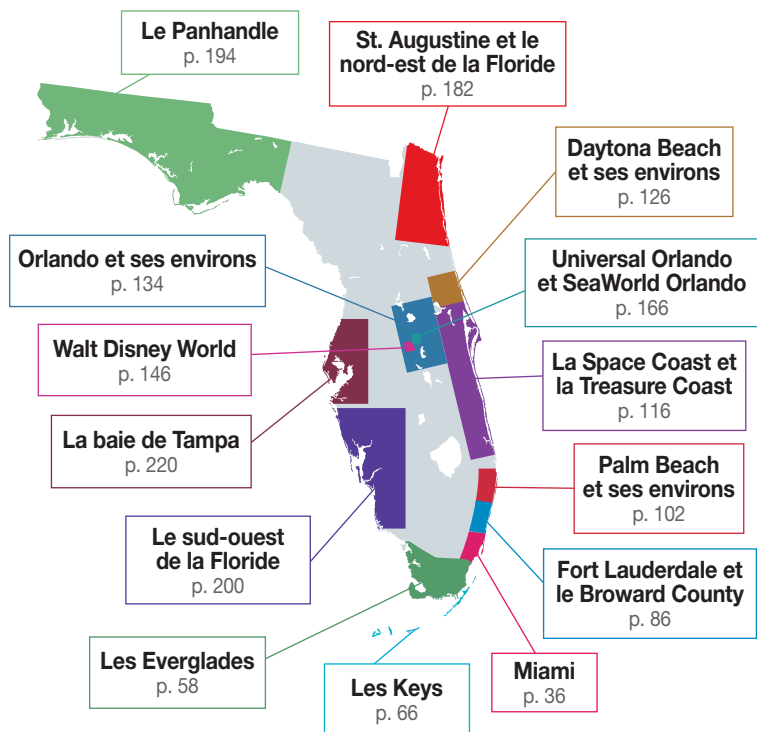 Le Panhandle
p. 194
St. Augustine et le
nord-est de la Floride
p. 182
Daytona Beach
et ses environs
p. 126
Orlando et ses environs
p. 134
Universal Orlando
et SeaWorld Orlando
p. 166
Walt Disney World
p. 146
La Space Coast et
la Treasure Coast
p. 116
La baie de Tampa
p. 220
Palm Beach
et ses environs
p. 102
Le sud-ouest
de la Floride
p. 200
Fort Lauderdale et
le Broward County
p. 86
Les Everglades
p. 58
Les Keys
p. 66
Miami
p. 36